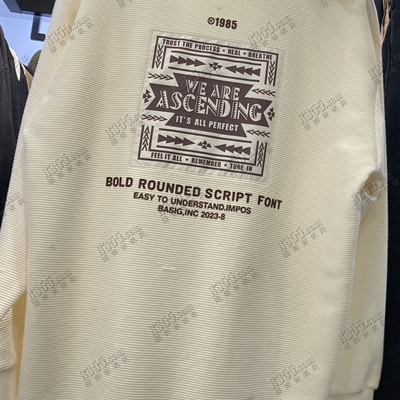 ©1985
TRUST THE PROCESS • HEAL • BREATHE
WE ARE
ASCENDING
IT'S ALL PERFECT
FEEL IT ALL • REMEMBER • TUNE IN
BOLD ROUNDED SCRIPT FONT
EASY TO UNDERSTAND.IMPOS
BASIG,INC 2023-8